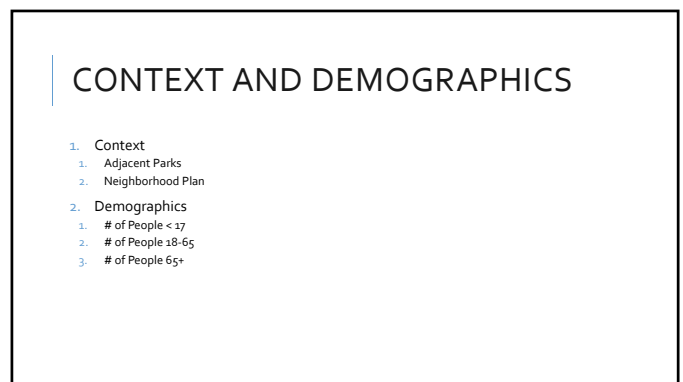 CONTEXT AND DEMOGRAPHICS
1. Context
1. Adjacent Parks
2. Neighborhood Plan
2. Demographics
1. # of People < 17
2. # of People 18-65
3. # of People 65+